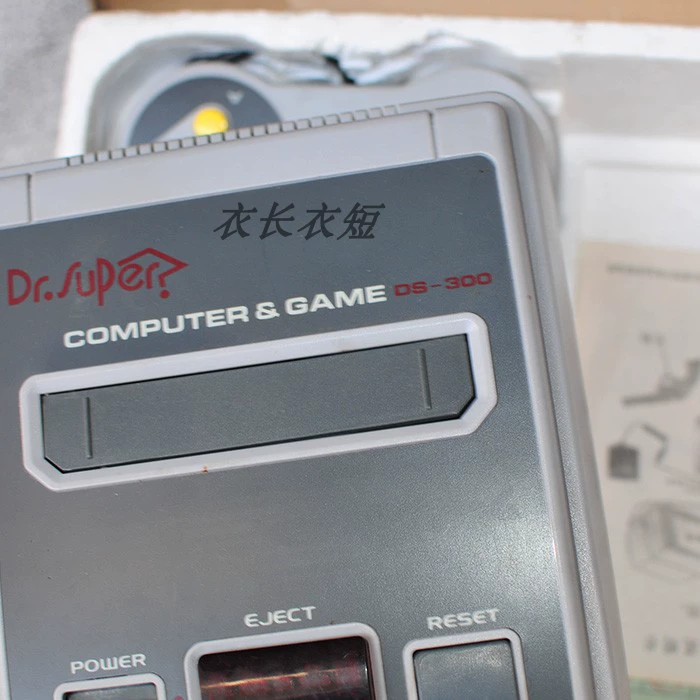 衣长衣短
Dr.Super?
COMPUTER & GAME DS-300
EJECT
RESET
POWER